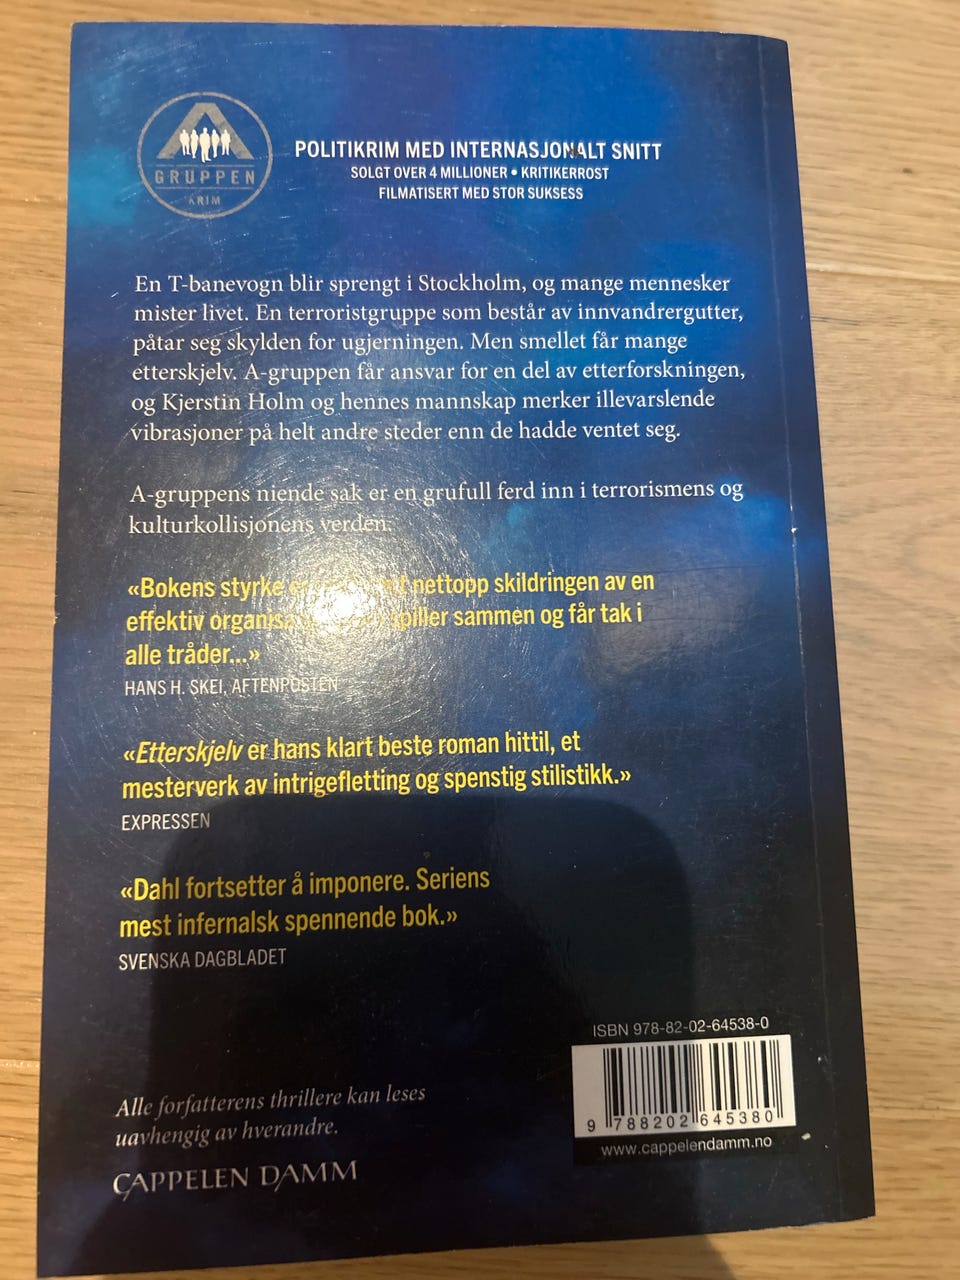 GRUPPEN
KRIM
POLITIKRIM MED INTERNASJONALT SNITT
SOLGT OVER 4 MILLIONER • KRITIKERROST
FILMATISERT MED STOR SUKSESS
En T-banevogn blir sprengt i Stockholm, og mange mennesker
mister livet. En terroristgruppe som består av innvandrergutter,
påtar seg skylden for ugjerningen. Men smellet får mange
etterskjelv. A-gruppen får ansvar for en del av etterforskningen,
og Kjerstin Holm og hennes mannskap merker illevarslende
vibrasjoner på helt andre steder enn de hadde ventet seg.
A-gruppens niende sak er en grufull ferd inn i terrorismens og
kulturkollisjonens verden.
«Bokens styrke nettopp skildringen av en
effektiv spiller sammen og får tak i
alle tråder...»
HANS H. SKEI, AFTENPOSTEN
«Etterskjelv er hans klart beste roman hittil, et
mesterverk av intrigefletting og spenstig stilistikk.»
EXPRESSEN
«Dahl fortsetter å imponere. Seriens
mest infernalsk spennende bok.»
SVENSKA DAGBLADET
ISBN 978-82-02-64538-0
9 788202 645380
www.cappelendamm.no
Alle forfatterens thrillere kan leses
uavhengig av hverandre.
CAPPELEN DAMM